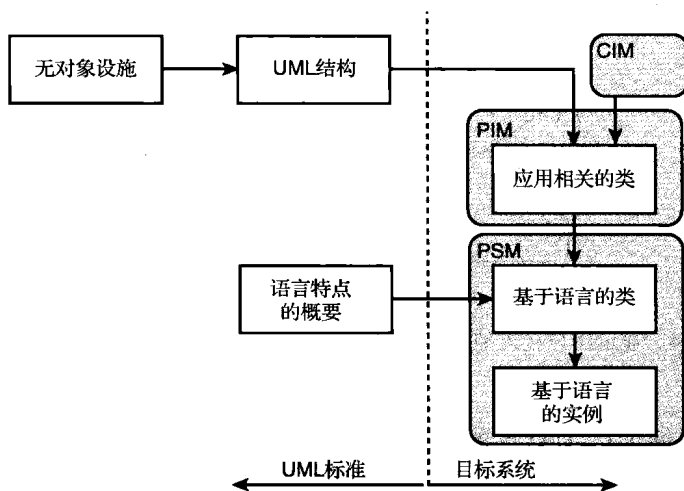 CIM
无对象设施
UML结构
PIM
应用相关的类
PSM
语言特点
的概要
基于语言的类
基于语言
的实例
UML标准
目标系统